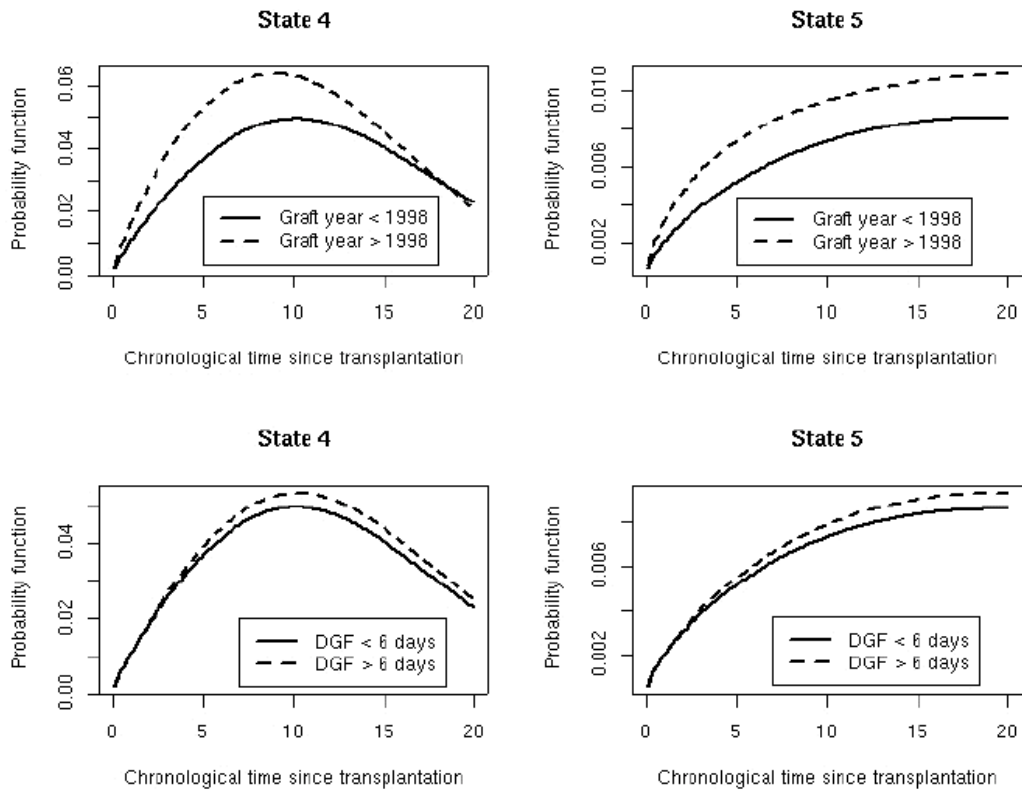 State 4
Probability function
0.00 0.02 0.04 0.06
Graft year < 1998
Graft year > 1998
0 5 10 15 20
Chronological time since transplantation
State 5
Probability function
0.002 0.006 0.010
Graft year < 1998
Graft year > 1998
0 5 10 15 20
Chronological time since transplantation
State 4
Probability function
0.00 0.02 0.04
DGF < 6 days
DGF > 6 days
0 5 10 15 20
Chronological time since transplantation
State 5
Probability function
0.002 0.006
DGF < 6 days
DGF > 6 days
0 5 10 15 20
Chronological time since transplantation